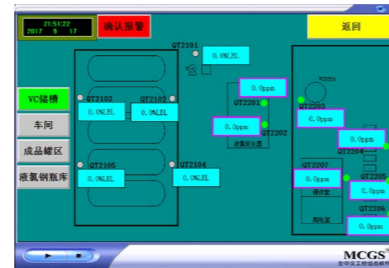 21:51:22
2017 9 17
确认报警
返回
QT2101
0.0%LEL
VC储槽
车间
成品罐区
液氯钢瓶库
QT2103
QT2102
0.0%LEL
0.0%LEL
QT2105
QT2104
0.0%LEL
0.0%LEL
0.0ppm
QT2201
0.0ppm
QT2202
0.0ppm
QT2203
0.0ppm
QT2204
QT2207
QT2205
0.0ppm
0.0ppm
QT2206
0.0ppm
MCGS